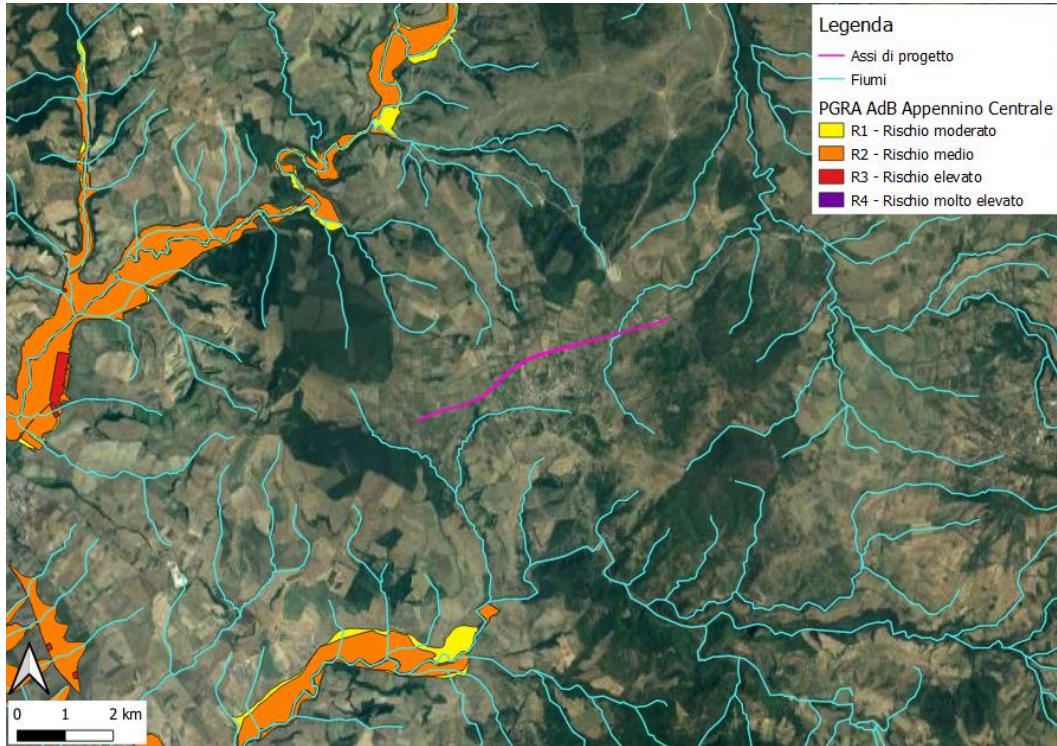 Legenda
Assi di progetto
Fiumi
PGRA AdB Appennino Centrale
R1 - Rischio moderato
R2 - Rischio medio
R3 - Rischio elevato
R4 - Rischio molto elevato
0 1 2 km